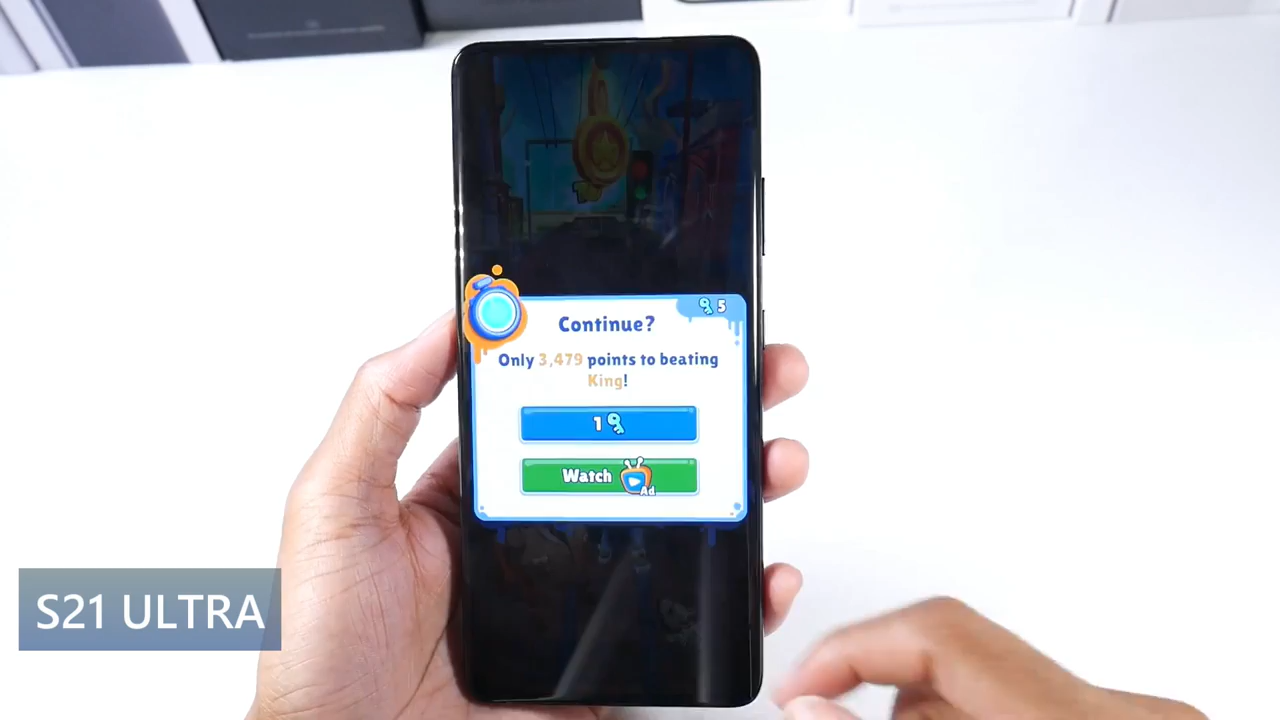 5
Continue?
Only 3,479 points to beating
King!
1
Watch
Ad
S21 ULTRA